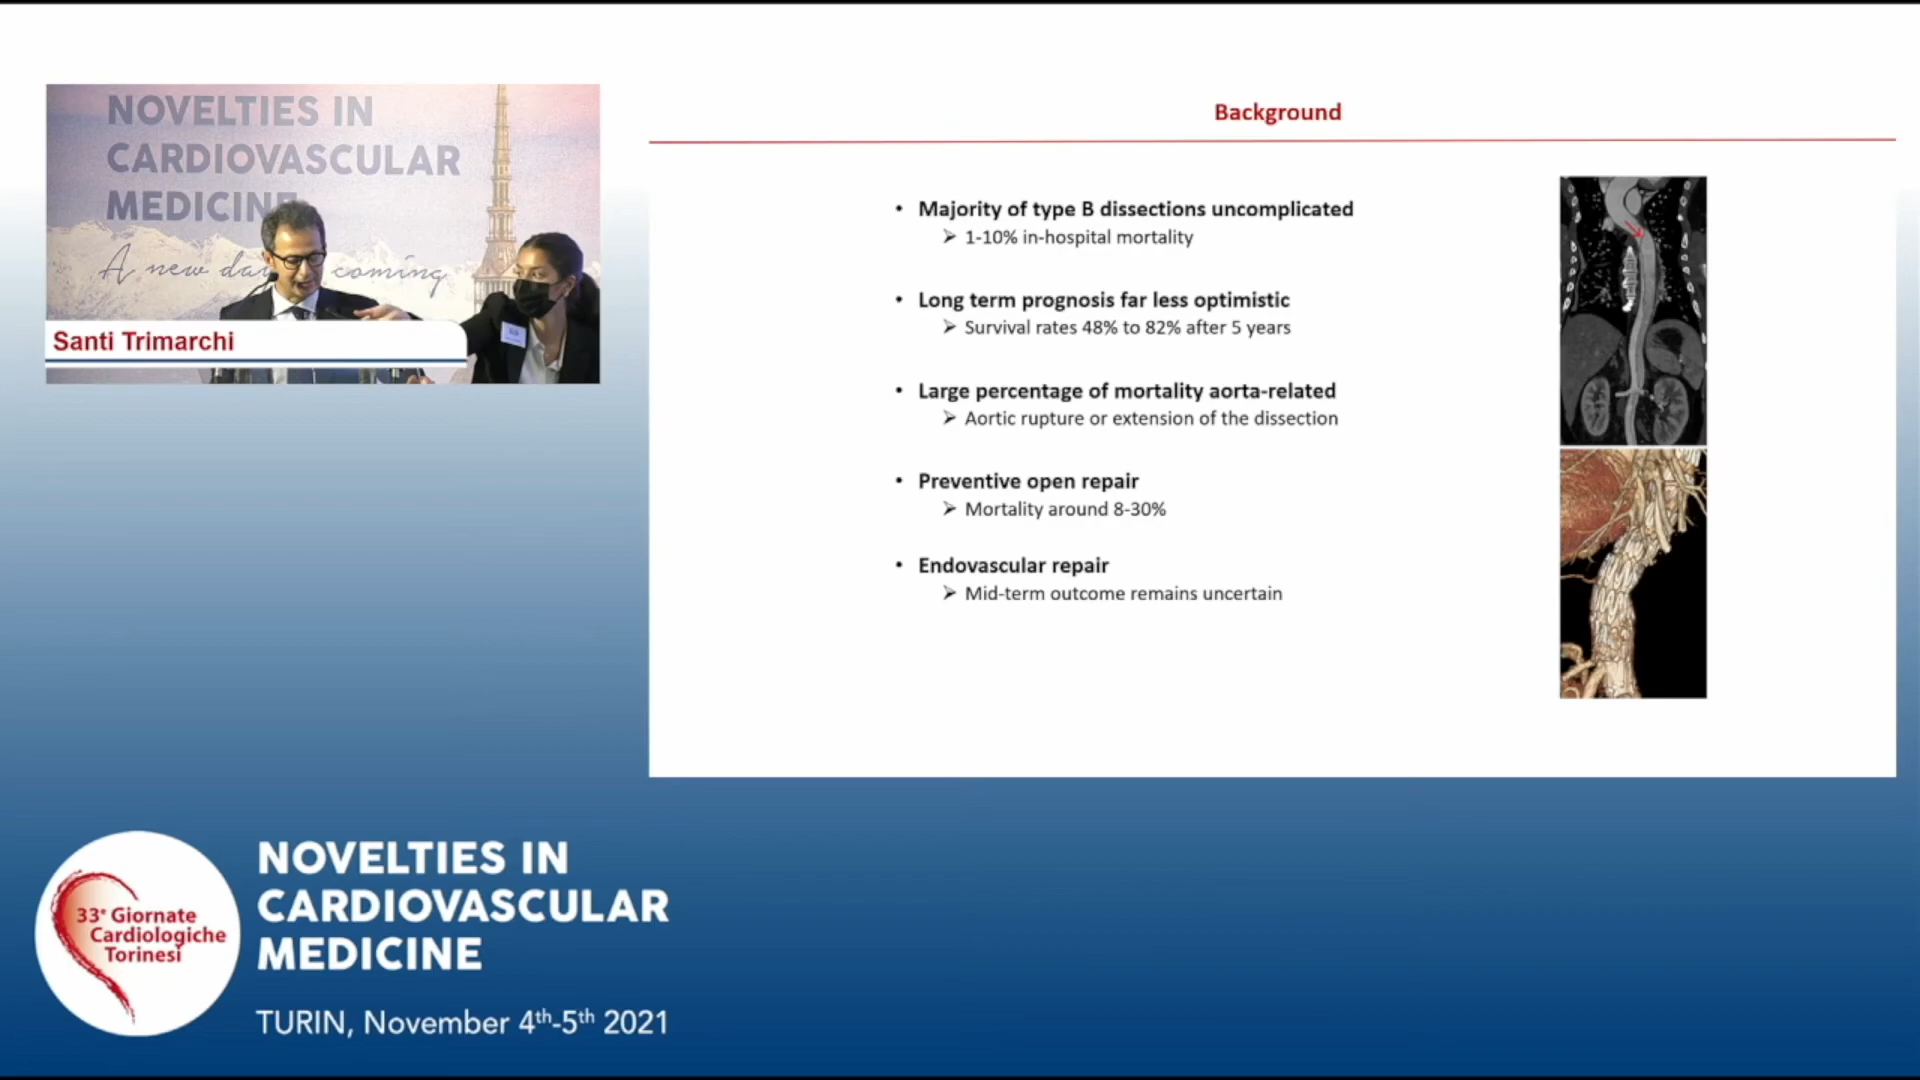 NOVELTIES IN
CARDIOVASCULAR
MEDICINE
A new day coming
Santi Trimarchi
Background
• Majority of type B dissections uncomplicated
➢ 1-10% in-hospital mortality
• Long term prognosis far less optimistic
➢ Survival rates 48% to 82% after 5 years
• Large percentage of mortality aorta-related
➢ Aortic rupture or extension of the dissection
• Preventive open repair
➢ Mortality around 8-30%
• Endovascular repair
➢ Mid-term outcome remains uncertain
33e Giornate
Cardiologiche
Torinesi
NOVELTIES IN
CARDIOVASCULAR
MEDICINE
TURIN, November 4th-5th 2021